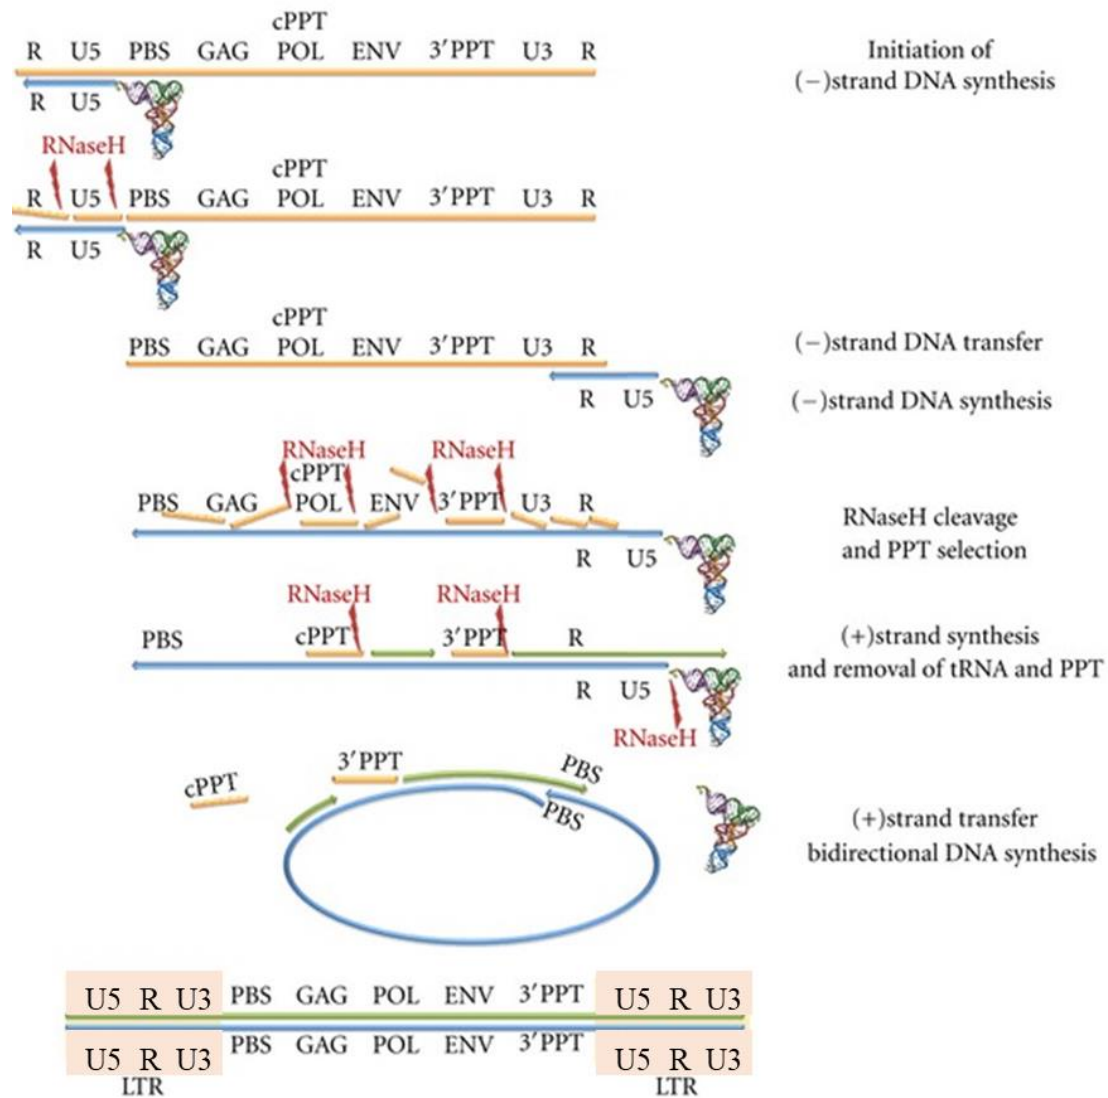 cPPT
R U5 PBS GAG POL ENV 3′PPT U3 R
Initiation of
(−)strand DNA synthesis
R U5
RNaseH
cPPT
R U5 PBS GAG POL ENV 3′PPT U3 R
R U5
cPPT
PBS GAG POL ENV 3′PPT U3 R
(−)strand DNA transfer
R U5
(−)strand DNA synthesis
RNaseH RNaseH
cPPT
PBS GAG POL ENV 3′PPT U3 R
RNaseH cleavage
and PPT selection
R U5
RNaseH RNaseH
PBS cPPT 3′PPT R
(+)strand synthesis
and removal of tRNA and PPT
R U5
RNaseH
3′PPT
PBS
cPPT
PBS
(+)strand transfer
bidirectional DNA synthesis
U5 R U3 PBS GAG POL ENV 3′PPT U5 R U3
PBS GAG POL ENV 3′PPT
U5 R U3 U5 R U3
LTR LTR